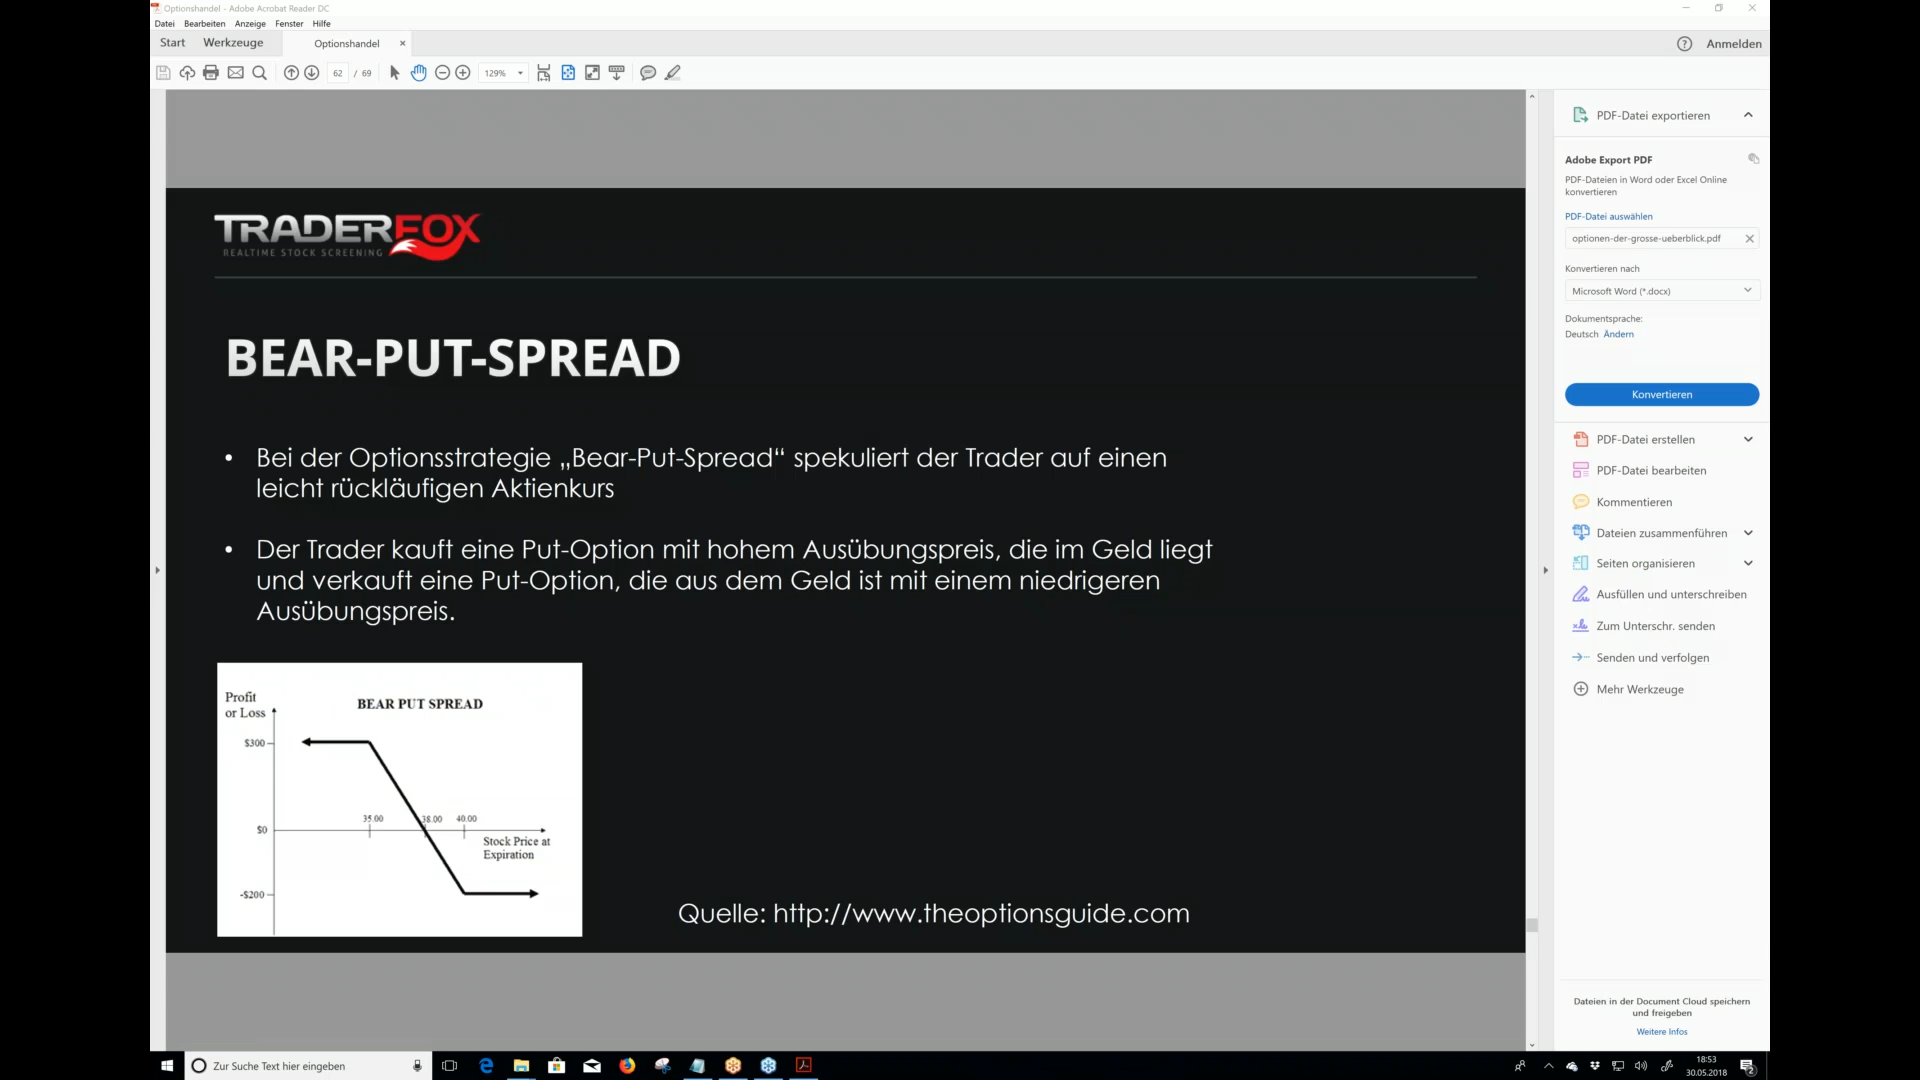 Optionshandel - Adobe Acrobat Reader DC
Datei Bearbeiten Anzeige Fenster Hilfe
Start Werkzeuge Optionshandel × Anmelden
62 / 69 129%
TRADERFOX
REALTIME STOCK SCREENING
BEAR-PUT-SPREAD
• Bei der Optionsstrategie „Bear-Put-Spread“ spekuliert der Trader auf einen
leicht rückläufigen Aktienkurs
• Der Trader kauft eine Put-Option mit hohem Ausübungspreis, die im Geld liegt
und verkauft eine Put-Option, die aus dem Geld ist mit einem niedrigeren
Ausübungspreis.
Profit
or Loss
BEAR PUT SPREAD
$300
35.00 38.00 40.00
$0
Stock Price at
Expiration
-$200
Quelle: http://www.theoptionsguide.com
PDF-Datei exportieren
Adobe Export PDF
PDF-Dateien in Word oder Excel Online
konvertieren
PDF-Datei auswählen
optionen-der-grosse-ueberblick.pdf
Konvertieren nach
Microsoft Word (*.docx)
Dokumentsprache:
Deutsch Ändern
Konvertieren
PDF-Datei erstellen
PDF-Datei bearbeiten
Kommentieren
Dateien zusammenführen
Seiten organisieren
Ausfüllen und unterschreiben
Zum Unterschr. senden
Senden und verfolgen
Mehr Werkzeuge
Dateien in der Document Cloud speichern
und freigeben
Weitere Infos
Zur Suche Text hier eingeben
18:53
30.05.2018
2